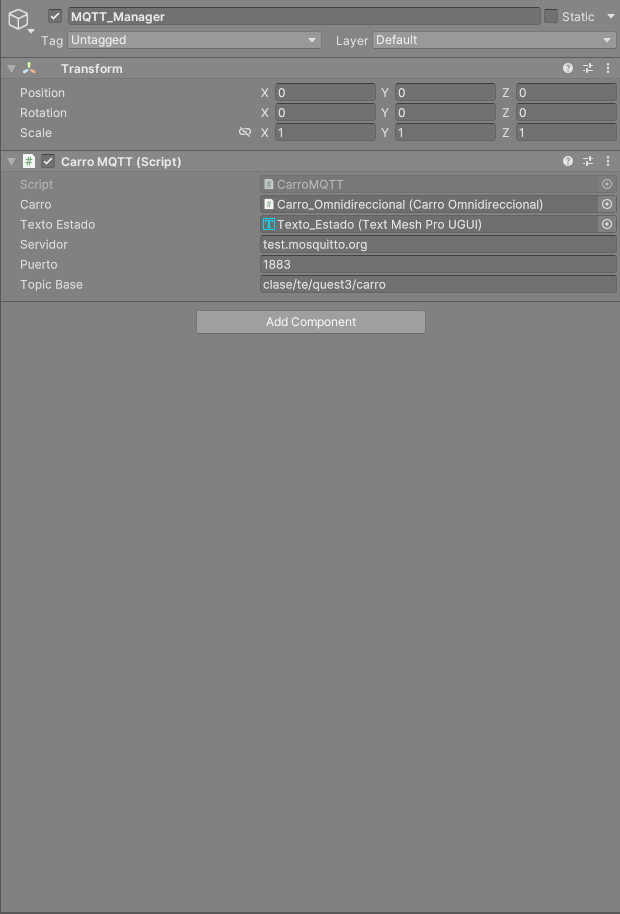 MQTT_Manager Static
Tag Untagged Layer Default
Transform
Position X 0 Y 0 Z 0
Rotation X 0 Y 0 Z 0
Scale X 1 Y 1 Z 1
# Carro MQTT (Script)
Script # CarroMQTT
Carro # Carro_Omnidireccional (Carro Omnidireccional)
Texto Estado T Texto_Estado (Text Mesh Pro UGUI)
Servidor test.mosquitto.org
Puerto 1883
Topic Base clase/te/quest3/carro
Add Component